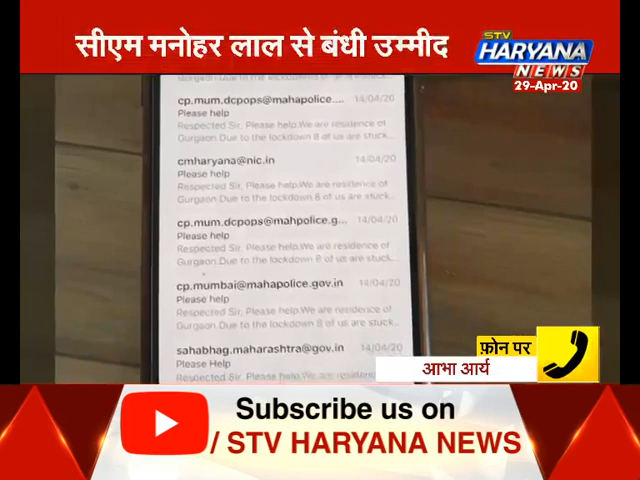 सीएम मनोहर लाल से बंधी उम्मीद
STV
HARYANA
NEWS
29-Apr-20
cp.mum.dcpops@mahapolice.... 14/04/20
Please help
Respected Sir, Please help.We are residence of
Gurgaon.Due to the lockdown 8 of us are stuck...
cmharyana@nic.in 14/04/20
Please help
Respected Sir, Please help.We are residence of
Gurgaon.Due to the lockdown 8 of us are stuck...
cp.mum.dcpops@mahpolice.g... 14/04/20
Please help
Respected Sir, Please help.We are residence of
Gurgaon.Due to the lockdown 8 of us are stuck...
cp.mumbai@mahapolice.gov.in 14/04/20
Please help
Respected Sir, Please help.We are residence of
Gurgaon.Due to the lockdown 8 of us are stuck...
sahabhag.maharashtra@gov.in 14/04/20
Please Help
Respected Sir, Please help.We are
फ़ोन पर
आभा आर्य
Subscribe us on
/ STV HARYANA NEWS